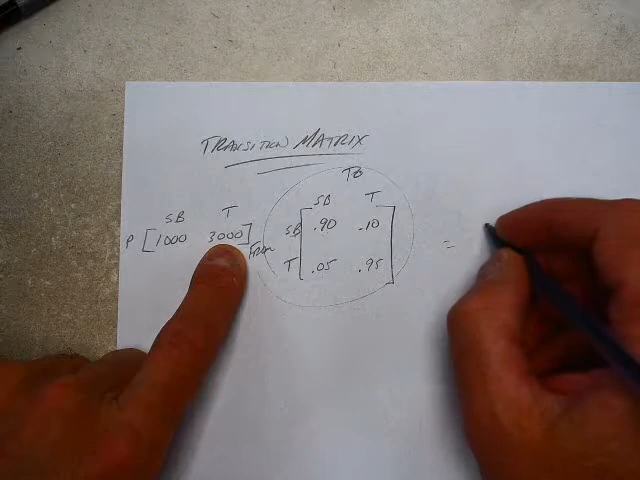 TRANSITION MATRIX
TO
SB T
SB T
P [1000 3000] From SB .90 .10 =
T .05 .95